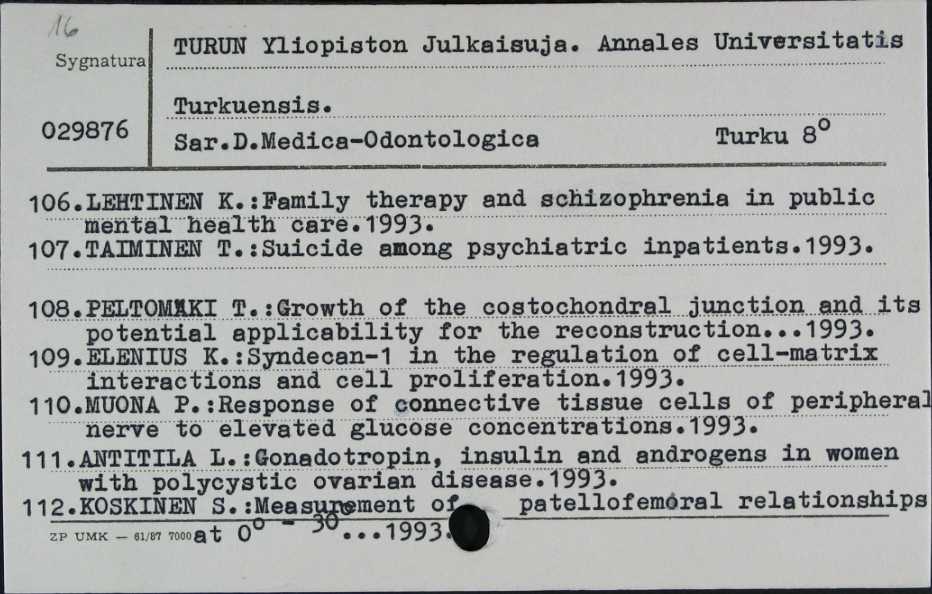 16
Sygnatura
029876
TURUN Yliopiston Julkaisuja. Annales Universitatis
Turkuensis.
Sar.D.Medica-Odontologica Turku 8°
106.LEHTINEN K.:Family therapy and schizophrenia in public
mental health care.1993.
107.TAIMINEN T.:Suicide among psychiatric inpatients.1993.
108.PELTOMÄKI T.:Growth of the costochondral junction and its
potential applicability for the reconstruction...1993.
109.ELENIUS K.:Syndecan-1 in the regulation of cell-matrix
interactions and cell proliferation.1993.
110.MUONA P.:Response of connective tissue cells of peripheral
nerve to elevated glucose concentrations.1993.
111.ANTITILA L.:Gonadotropin, insulin and androgens in women
with polycystic ovarian disease.1993.
112.KOSKINEN S.:Measurement of patellofemoral relationships
at 0° - 30°...1993.
ZP UMK — 61/87 7000